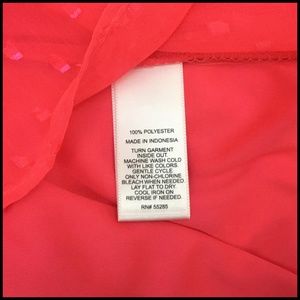 100% POLYESTER
MADE IN INDONESIA
TURN GARMENT
INSIDE OUT
MACHINE WASH COLD
WITH LIKE COLORS
GENTLE CYCLE
ONLY NON-CHLORINE
BLEACH WHEN NEEDED
LAY FLAT TO DRY
COOL IRON ON
REVERSE IF NEEDED.
RN# 55285